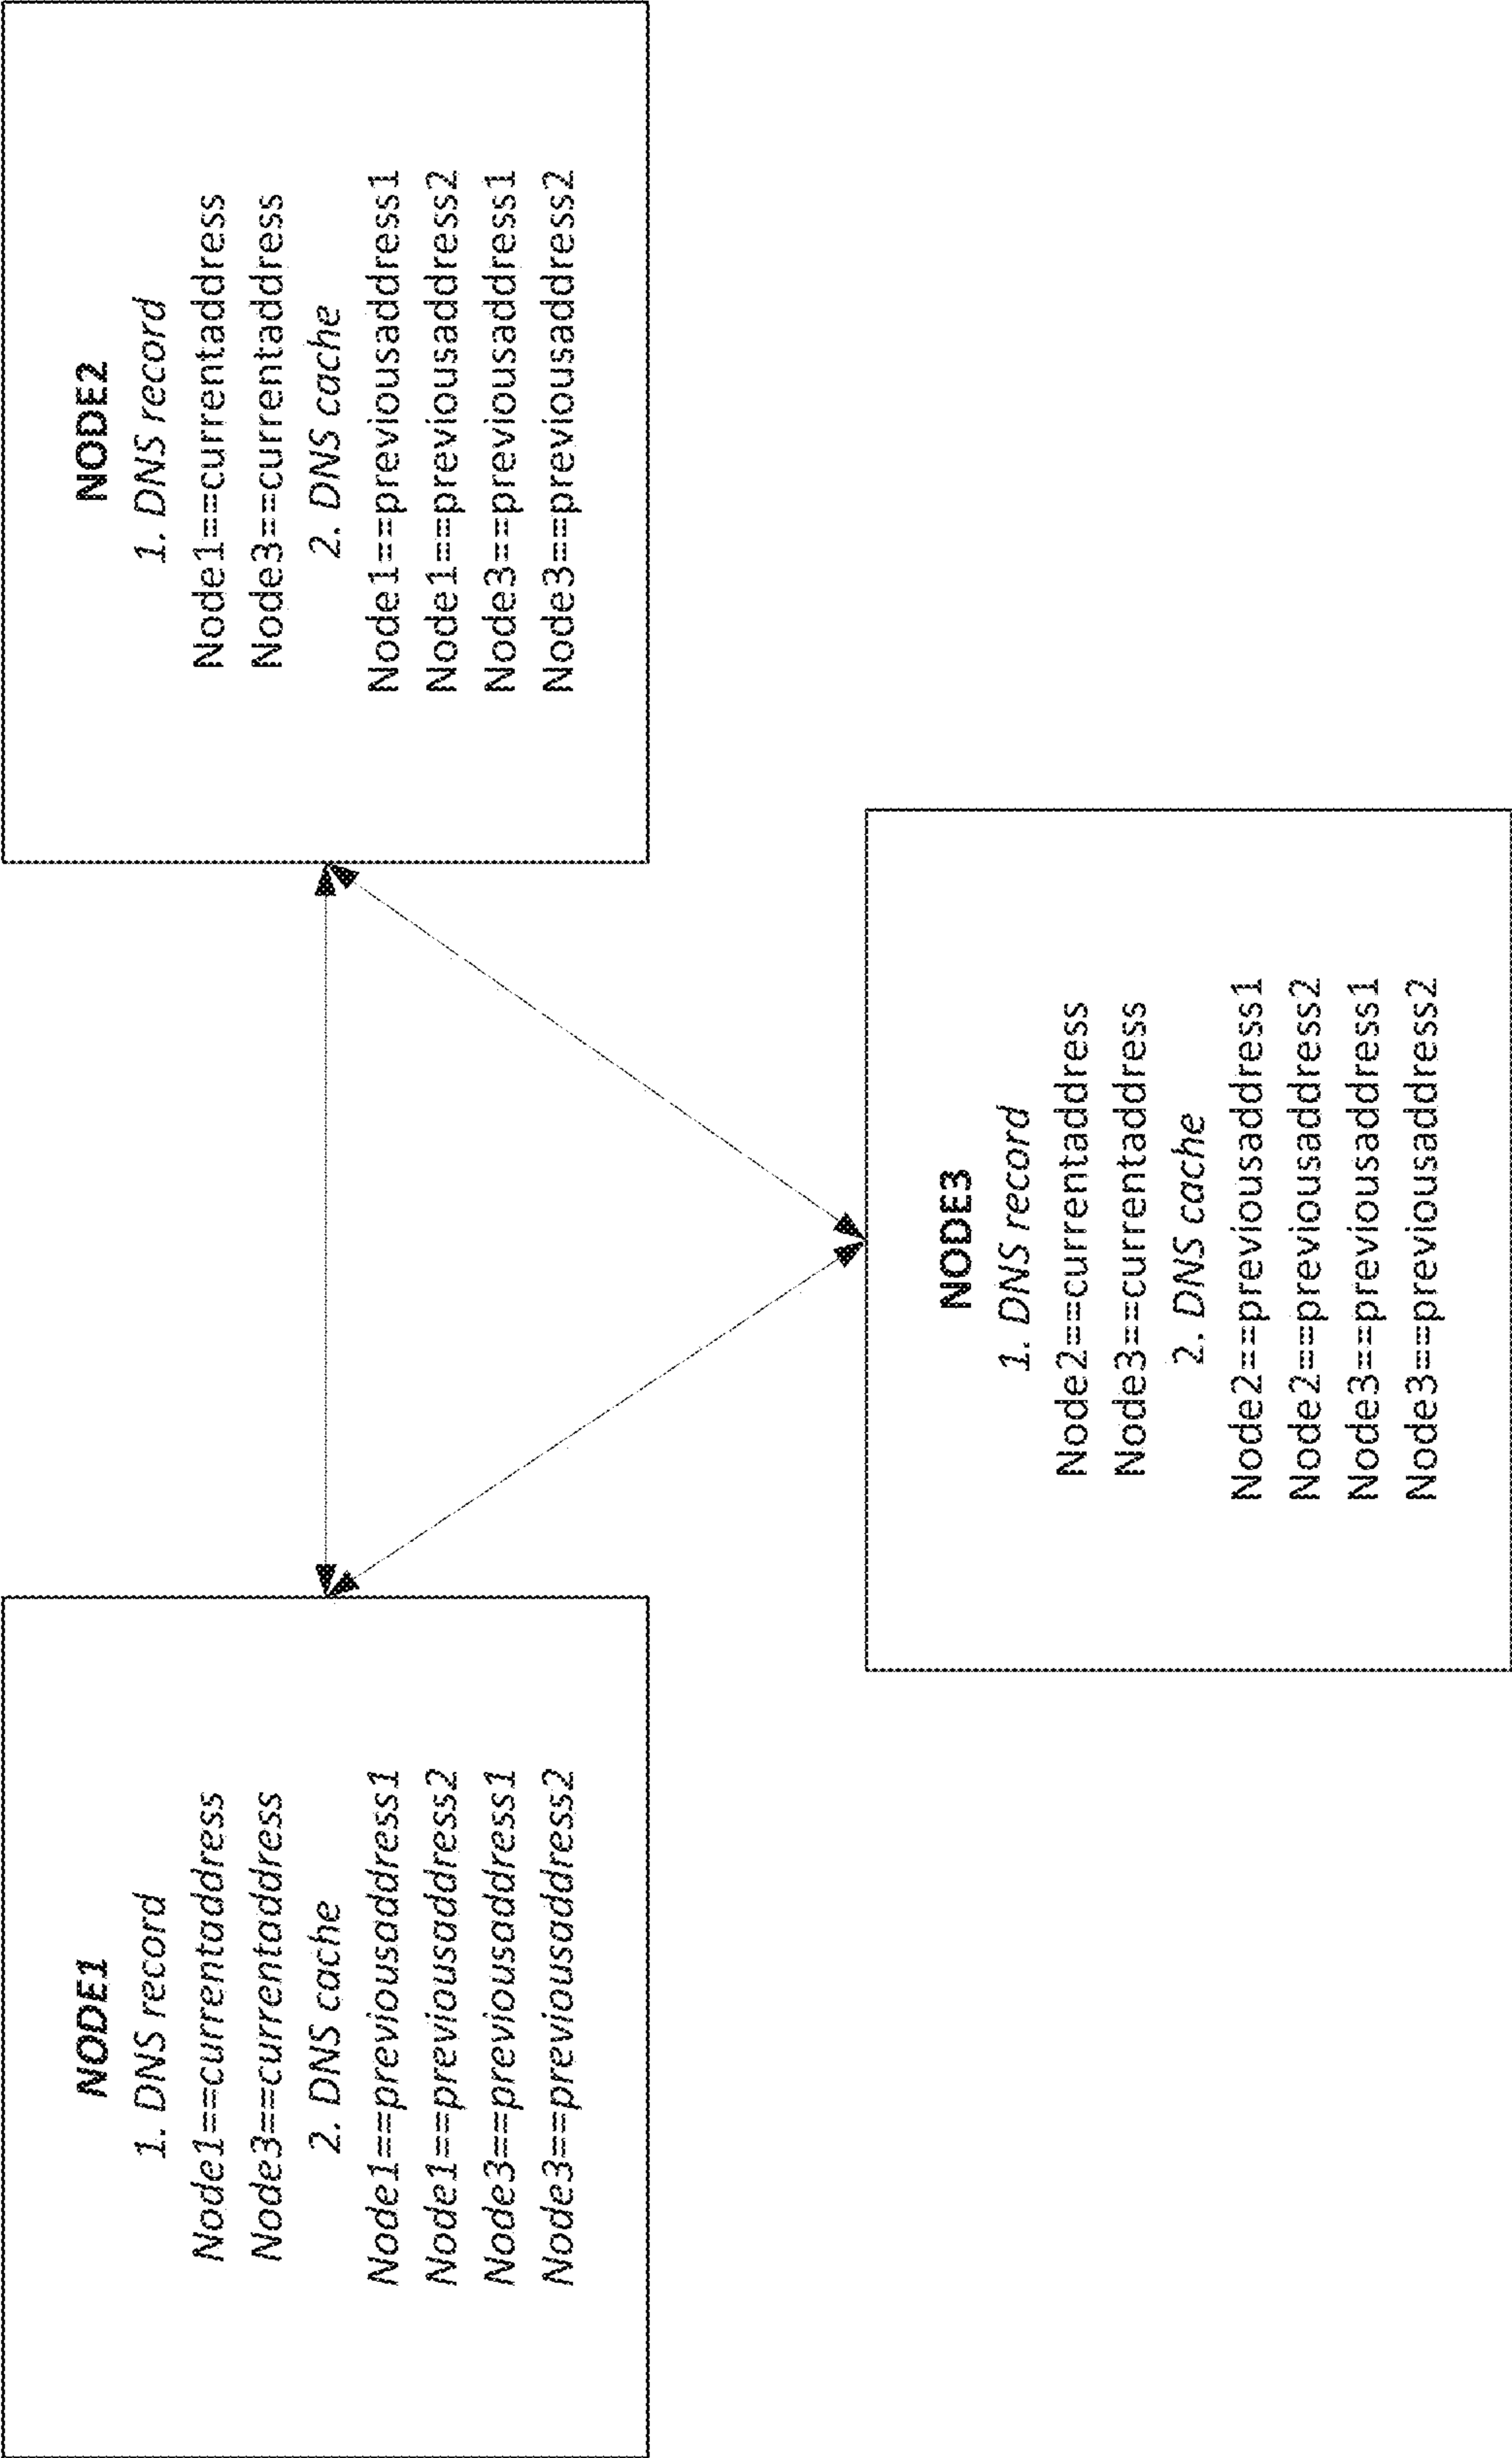 NODE1
1. DNS record
Node1==currentaddress
Node3==currentaddress
2. DNS cache
Node1==previousaddress1
Node1==previousaddress2
Node3==previousaddress1
Node3==previousaddress2
NODE2
1. DNS record
Node1==currentaddress
Node3==currentaddress
2. DNS cache
Node1==previousaddress1
Node1==previousaddress2
Node3==previousaddress1
Node3==previousaddress2
NODE3
1. DNS record
Node2==currentaddress
Node3==currentaddress
2. DNS cache
Node2==previousaddress1
Node2==previousaddress2
Node3==previousaddress1
Node3==previousaddress2